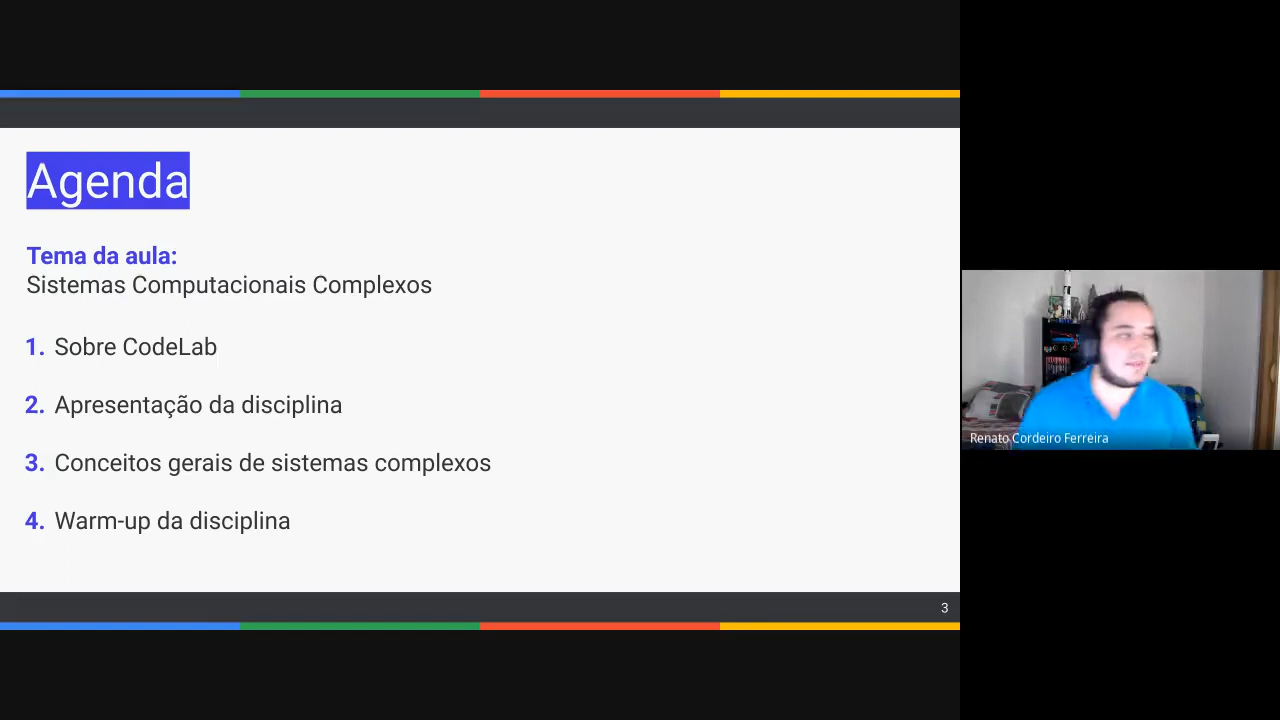 Agenda
Tema da aula:
Sistemas Computacionais Complexos
1. Sobre CodeLab
2. Apresentação da disciplina
3. Conceitos gerais de sistemas complexos
4. Warm-up da disciplina
3
Renato Cordeiro Ferreira